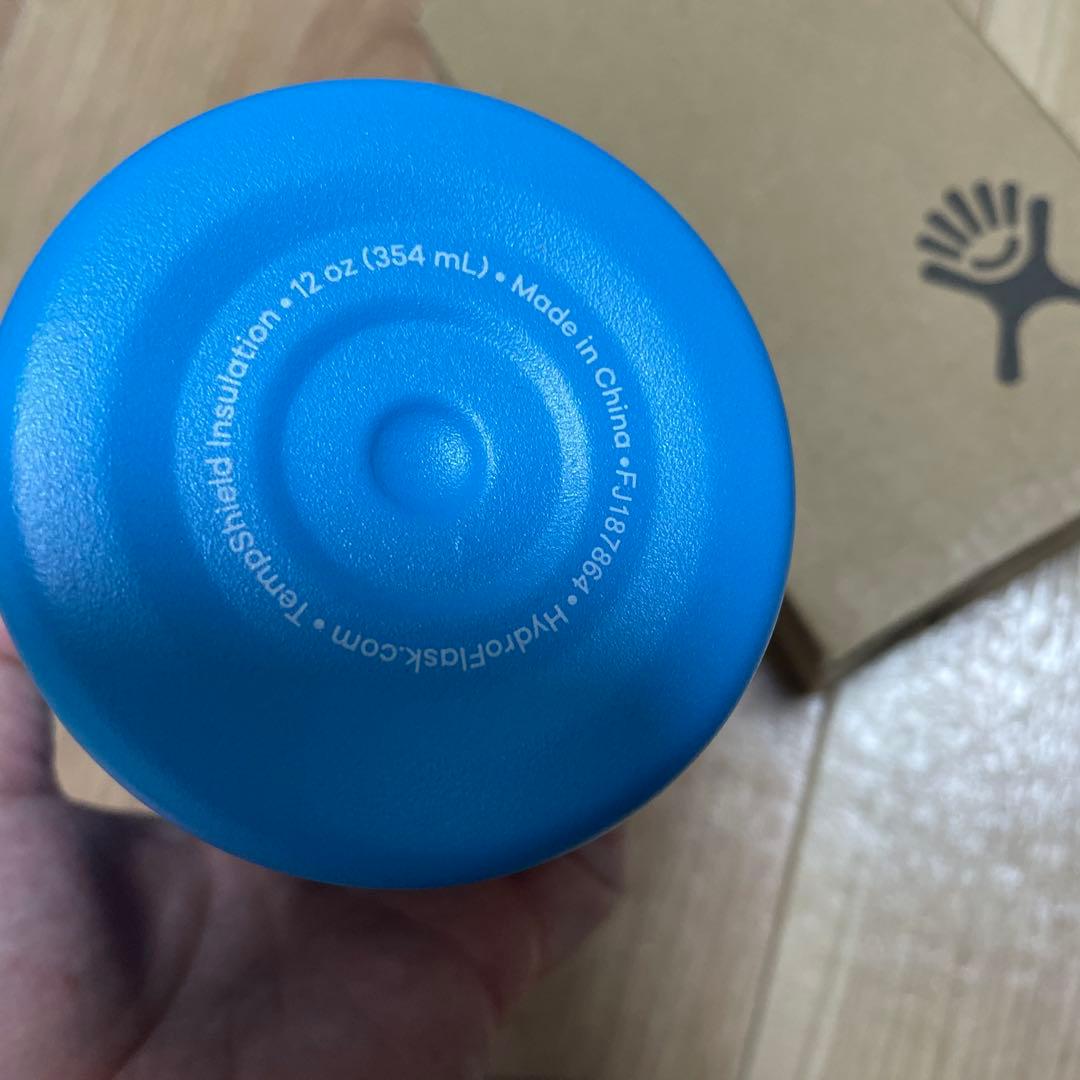 TempShield Insulation • 12 oz (354 mL) • Made in China • FJ187864 • HydroFlask.com •